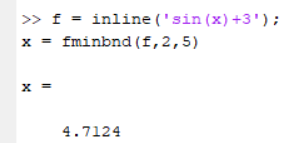 >> f = inline('sin(x)+3');
x = fminbnd(f,2,5)
x =
4.7124